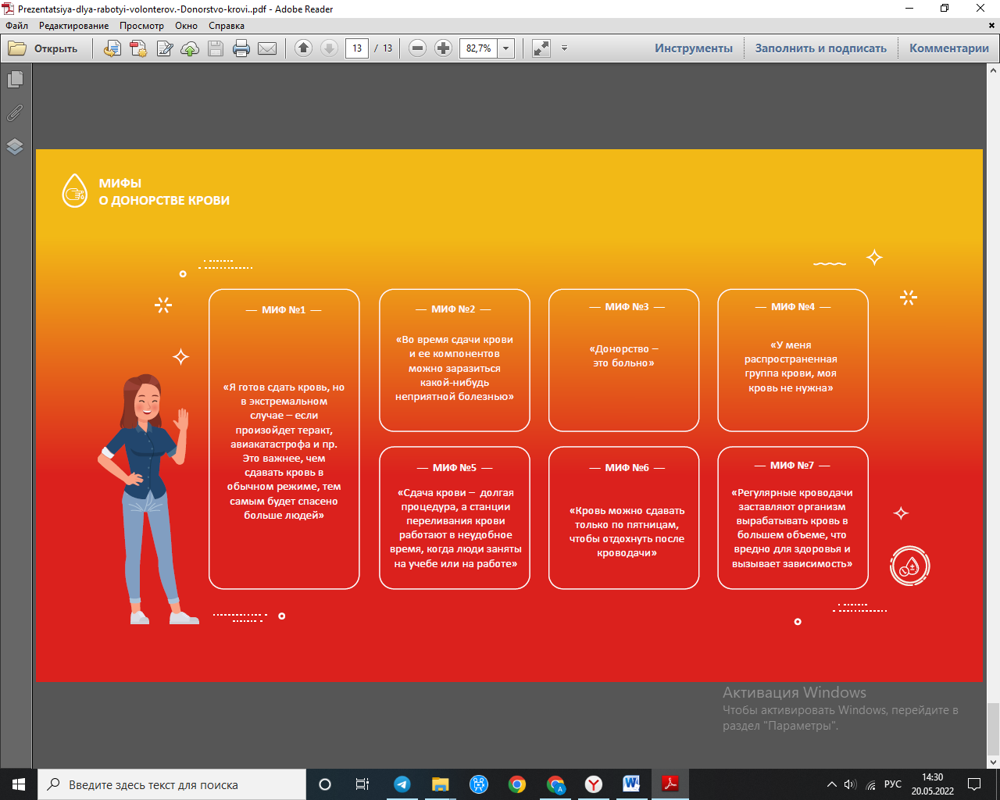 Prezentatsiya-dlya-rabotyi-volonterov.-Donorstvo-krovi..pdf - Adobe Reader
Файл Редактирование Просмотр Окно Справка
Открыть 13 / 13 82,7% Инструменты Заполнить и подписать Комментарии
МИФЫ
О ДОНОРСТВЕ КРОВИ
— МИФ №1 —
«Я готов сдать кровь, но
в экстремальном
случае – если
произойдет теракт,
авиакатастрофа и пр.
Это важнее, чем
сдавать кровь в
обычном режиме, тем
самым будет спасено
больше людей»
— МИФ №2 —
«Во время сдачи крови
и ее компонентов
можно заразиться
какой-нибудь
неприятной болезнью»
— МИФ №3 —
«Донорство –
это больно»
— МИФ №4 —
«У меня
распространенная
группа крови, моя
кровь не нужна»
— МИФ №5 —
«Сдача крови – долгая
процедура, а станции
переливания крови
работают в неудобное
время, когда люди заняты
на учебе или на работе»
— МИФ №6 —
«Кровь можно сдавать
только по пятницам,
чтобы отдохнуть после
кроводачи»
— МИФ №7 —
«Регулярные кроводачи
заставляют организм
вырабатывать кровь в
большем объеме, что
вредно для здоровья и
вызывает зависимость»
Активация Windows
Чтобы активировать Windows, перейдите в
раздел "Параметры".
Введите здесь текст для поиска
РУС
14:30
20.05.2022